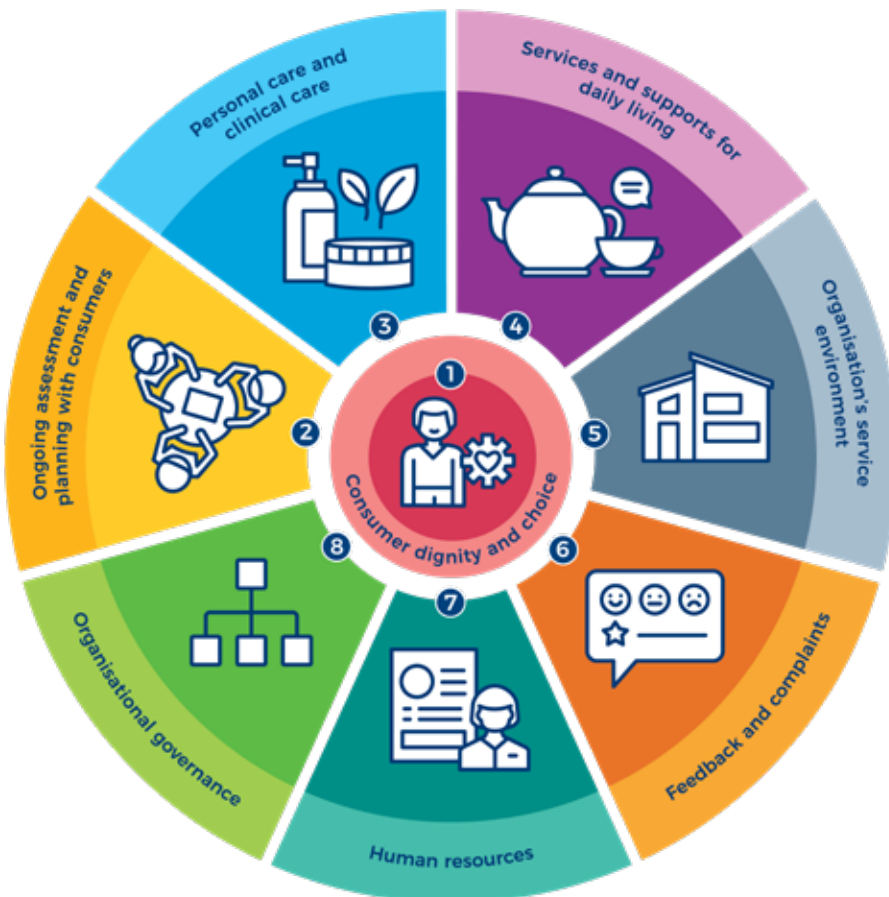 Personal care and
clinical care
Services and supports for
daily living
Ongoing assessment and
planning with consumers
Organisation's service
environment
3
4
1
2
5
Consumer dignity and choice
8
6
7
Organisational governance
Feedback and complaints
Human resources